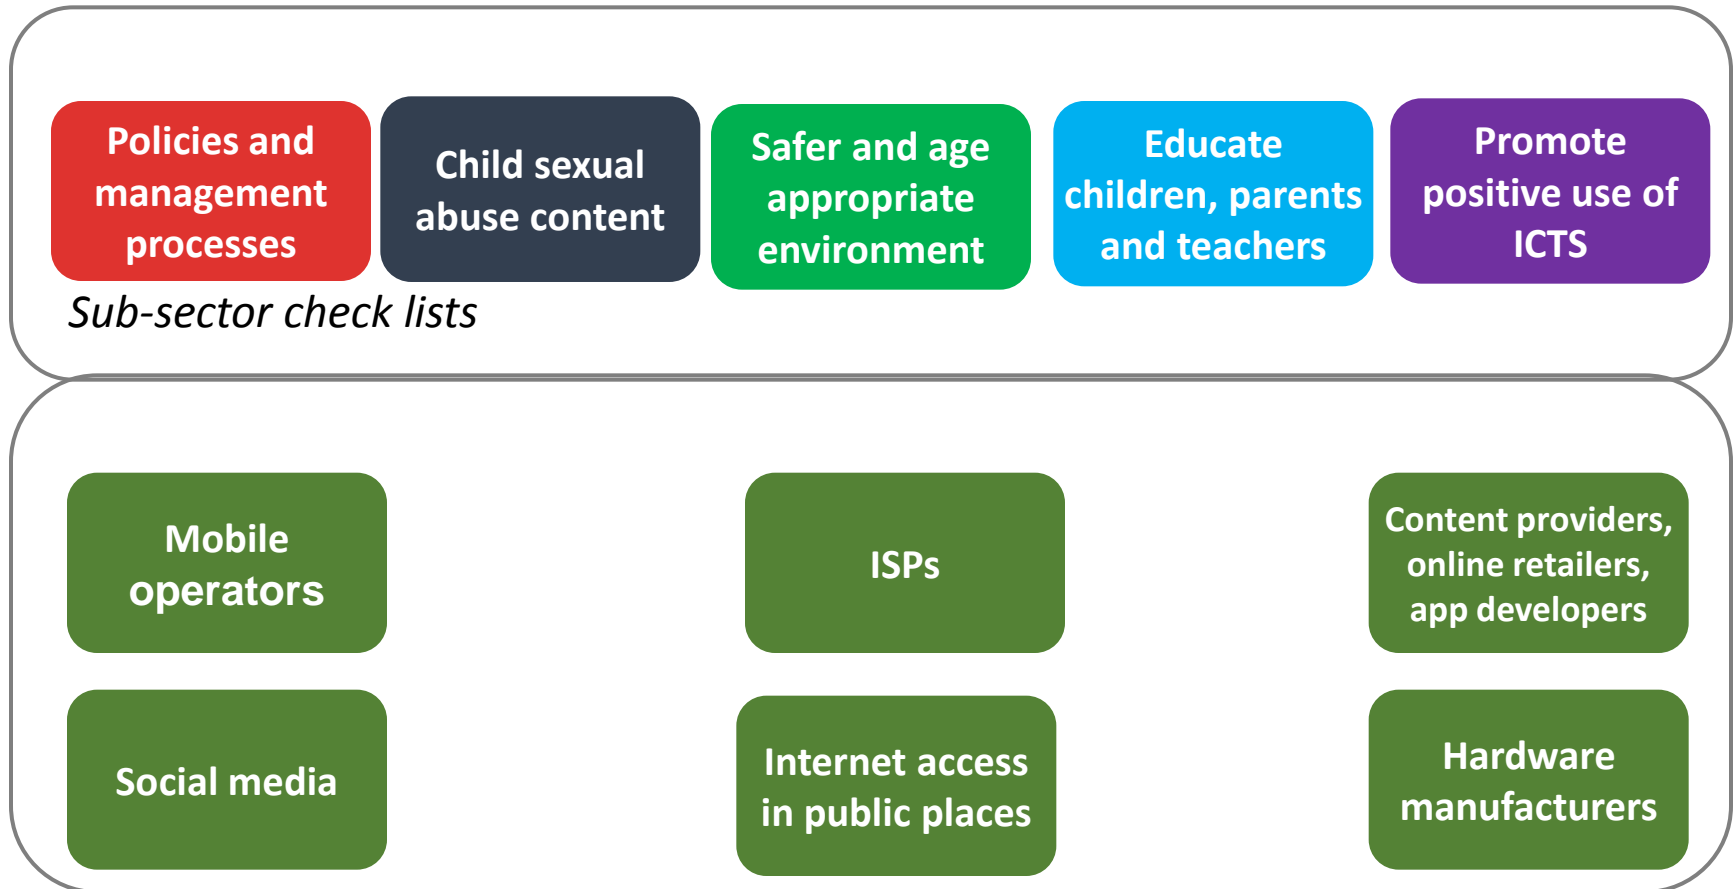 Policies and
management
processes
Child sexual
abuse content
Safer and age
appropriate
environment
Educate
children, parents
and teachers
Promote
positive use of
ICTS
Sub-sector check lists
Mobile
operators
ISPs
Content providers,
online retailers,
app developers
Social media
Internet access
in public places
Hardware
manufacturers